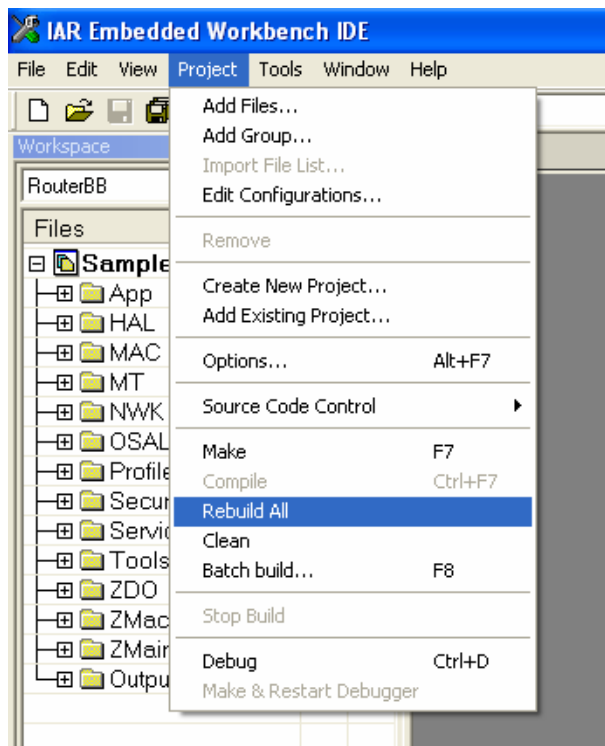 IAR Embedded Workbench IDE
File Edit View Project Tools Window Help
Workspace
RouterBB
Files
Sample
App
HAL
MAC
MT
NWK
OSAL
Profile
Secur
Servic
Tools
ZDO
ZMac
ZMain
Outpu
Add Files...
Add Group...
Import File List...
Edit Configurations...
Remove
Create New Project...
Add Existing Project...
Options... Alt+F7
Source Code Control
Make F7
Compile Ctrl+F7
Rebuild All
Clean
Batch build... F8
Stop Build
Debug Ctrl+D
Make & Restart Debugger